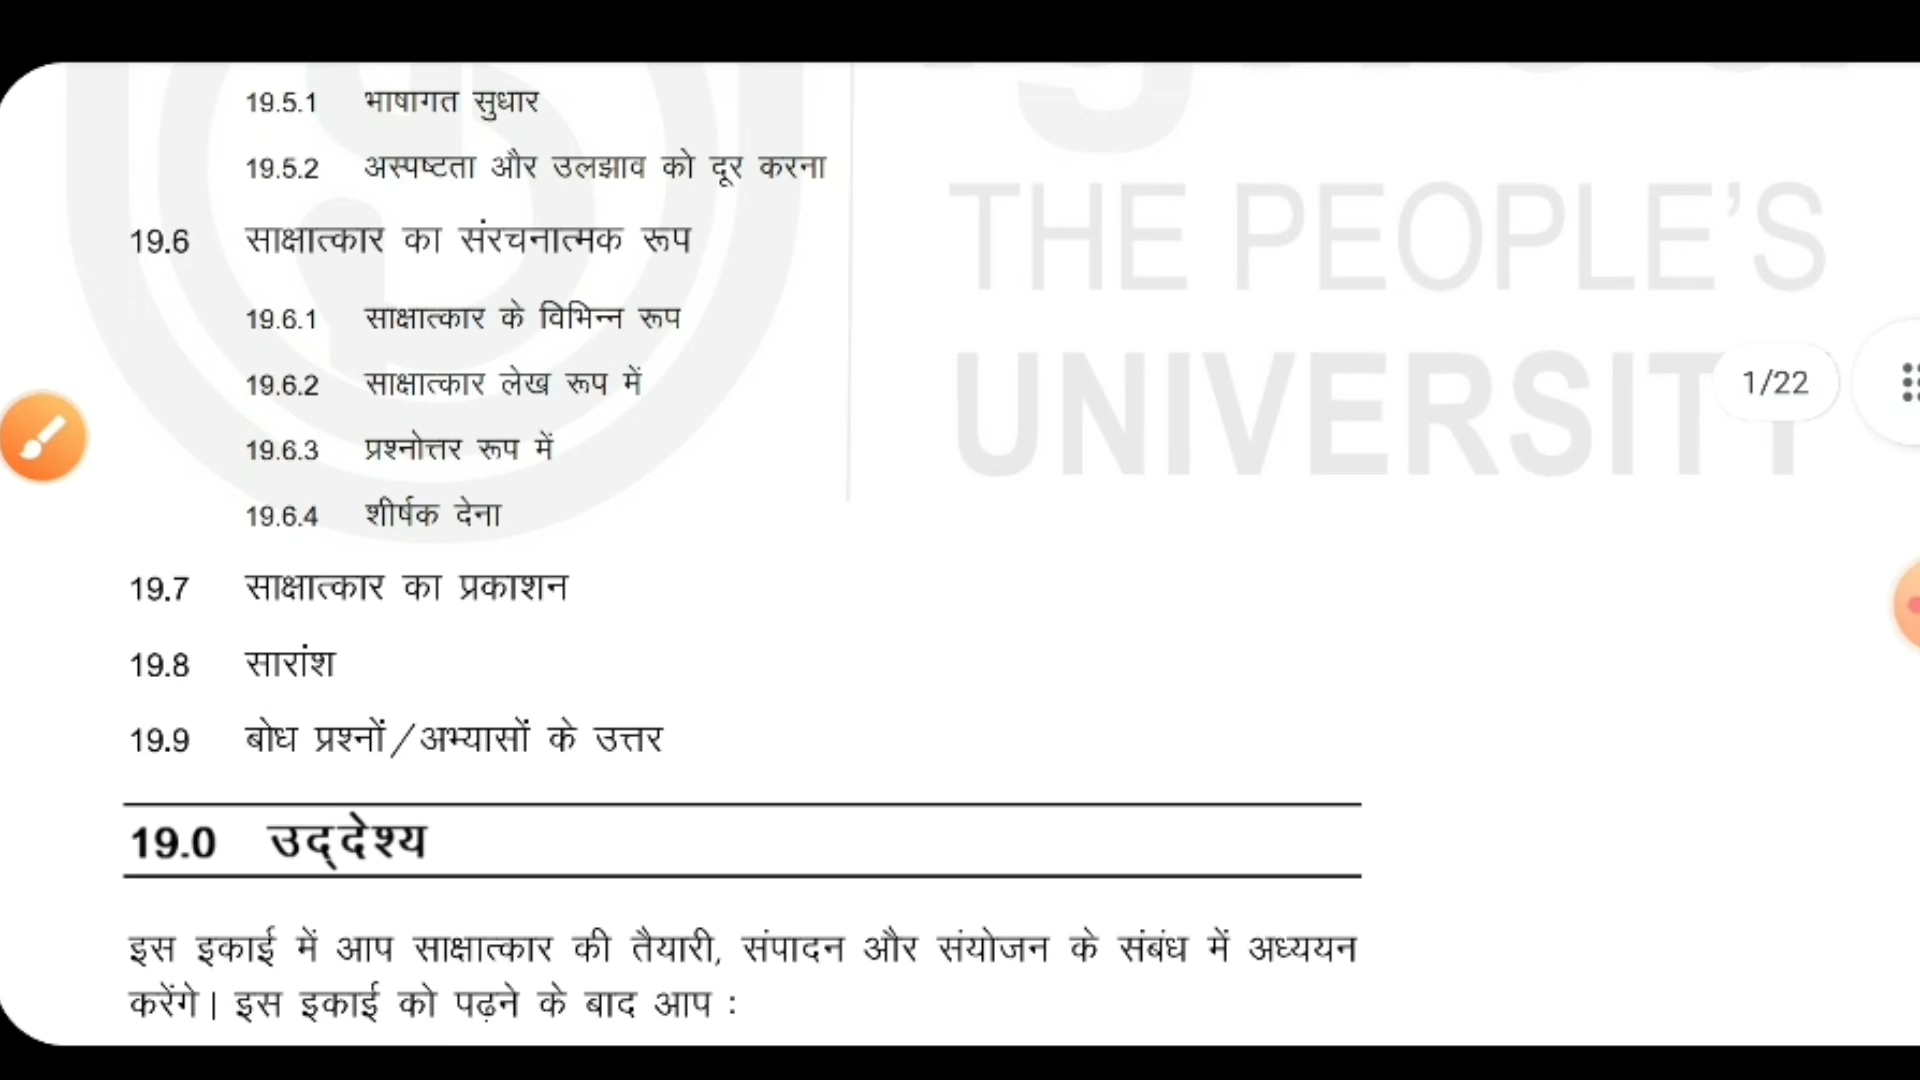 19.5.1 भाषागत सुधार
19.5.2 अस्पष्टता और उलझाव को दूर करना
19.6 साक्षात्कार का संरचनात्मक रूप
19.6.1 साक्षात्कार के विभिन्न रूप
19.6.2 साक्षात्कार लेख रूप में
19.6.3 प्रश्नोत्तर रूप में
19.6.4 शीर्षक देना
19.7 साक्षात्कार का प्रकाशन
19.8 सारांश
19.9 बोध प्रश्नों/अभ्यासों के उत्तर
19.0 उद्देश्य
इस इकाई में आप साक्षात्कार की तैयारी, संपादन और संयोजन के संबंध में अध्ययन
करेंगे। इस इकाई को पढ़ने के बाद आप :
THE PEOPLE'S
UNIVERSITY
1/22